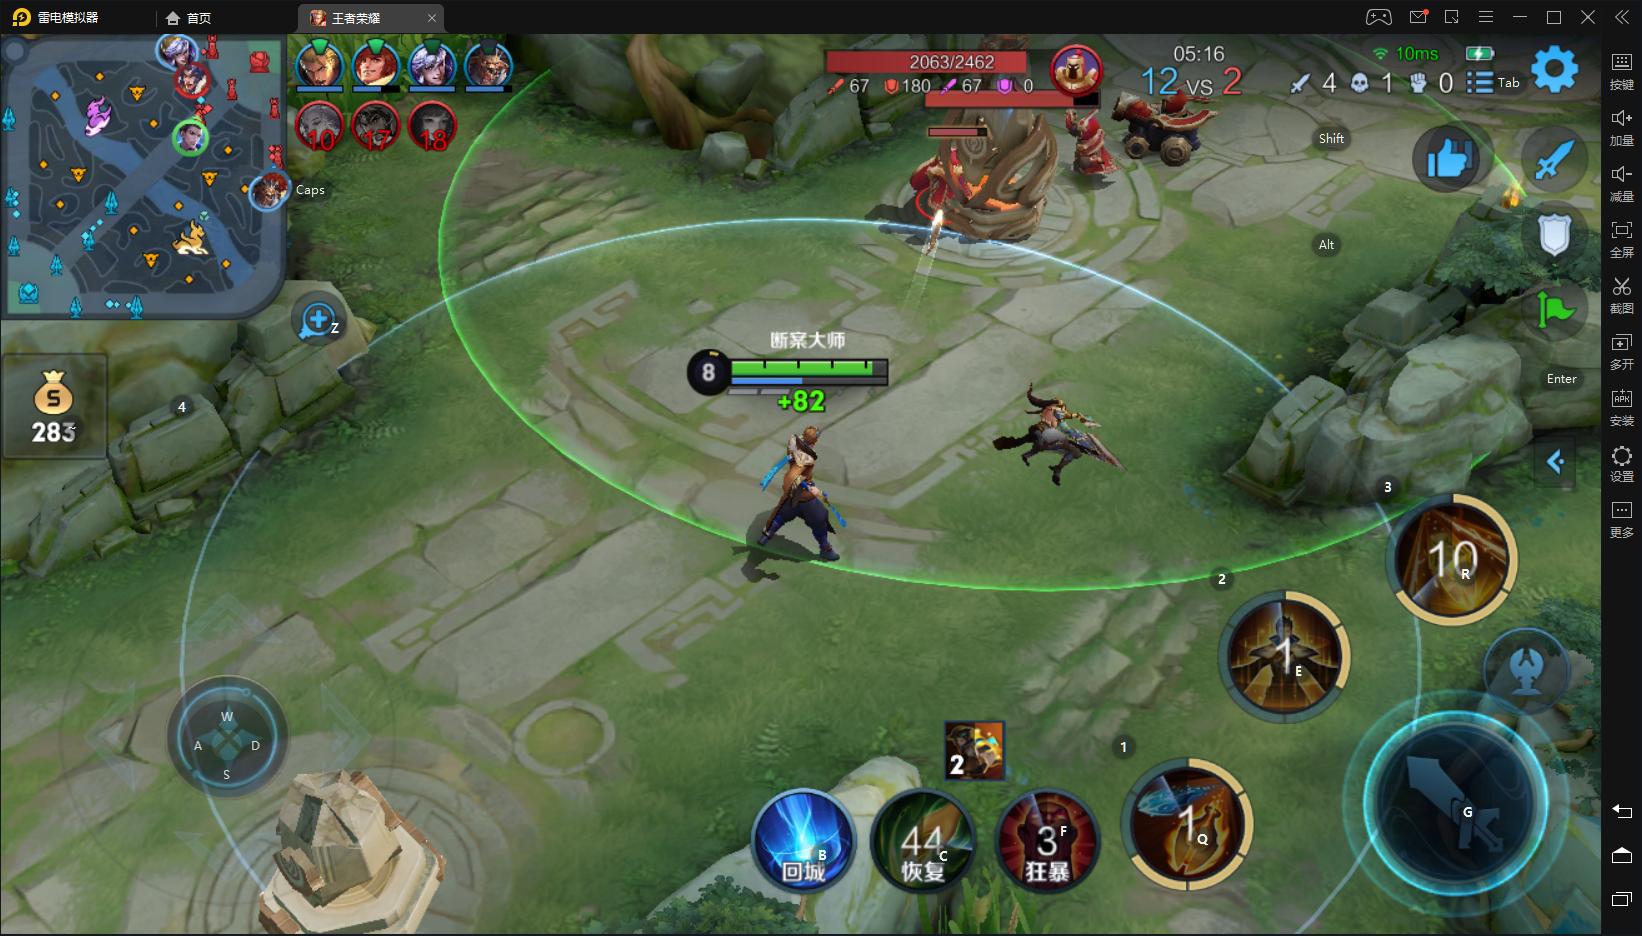 雷电模拟器
首页
王者荣耀
05:16
10ms
2063/2462
67 180 67 0
12 VS 2
4 1 0
Tab
10 17 18
Caps
Shift
Alt
Enter
Z
断案大师
8
+82
4
3
2
1
10
R
1
E
1
Q
G
2
回城
B
44
恢复
C
3
狂暴
F
W
A
D
S
按键
加量
减量
全屏
截图
多开
APK
安装
设置
更多